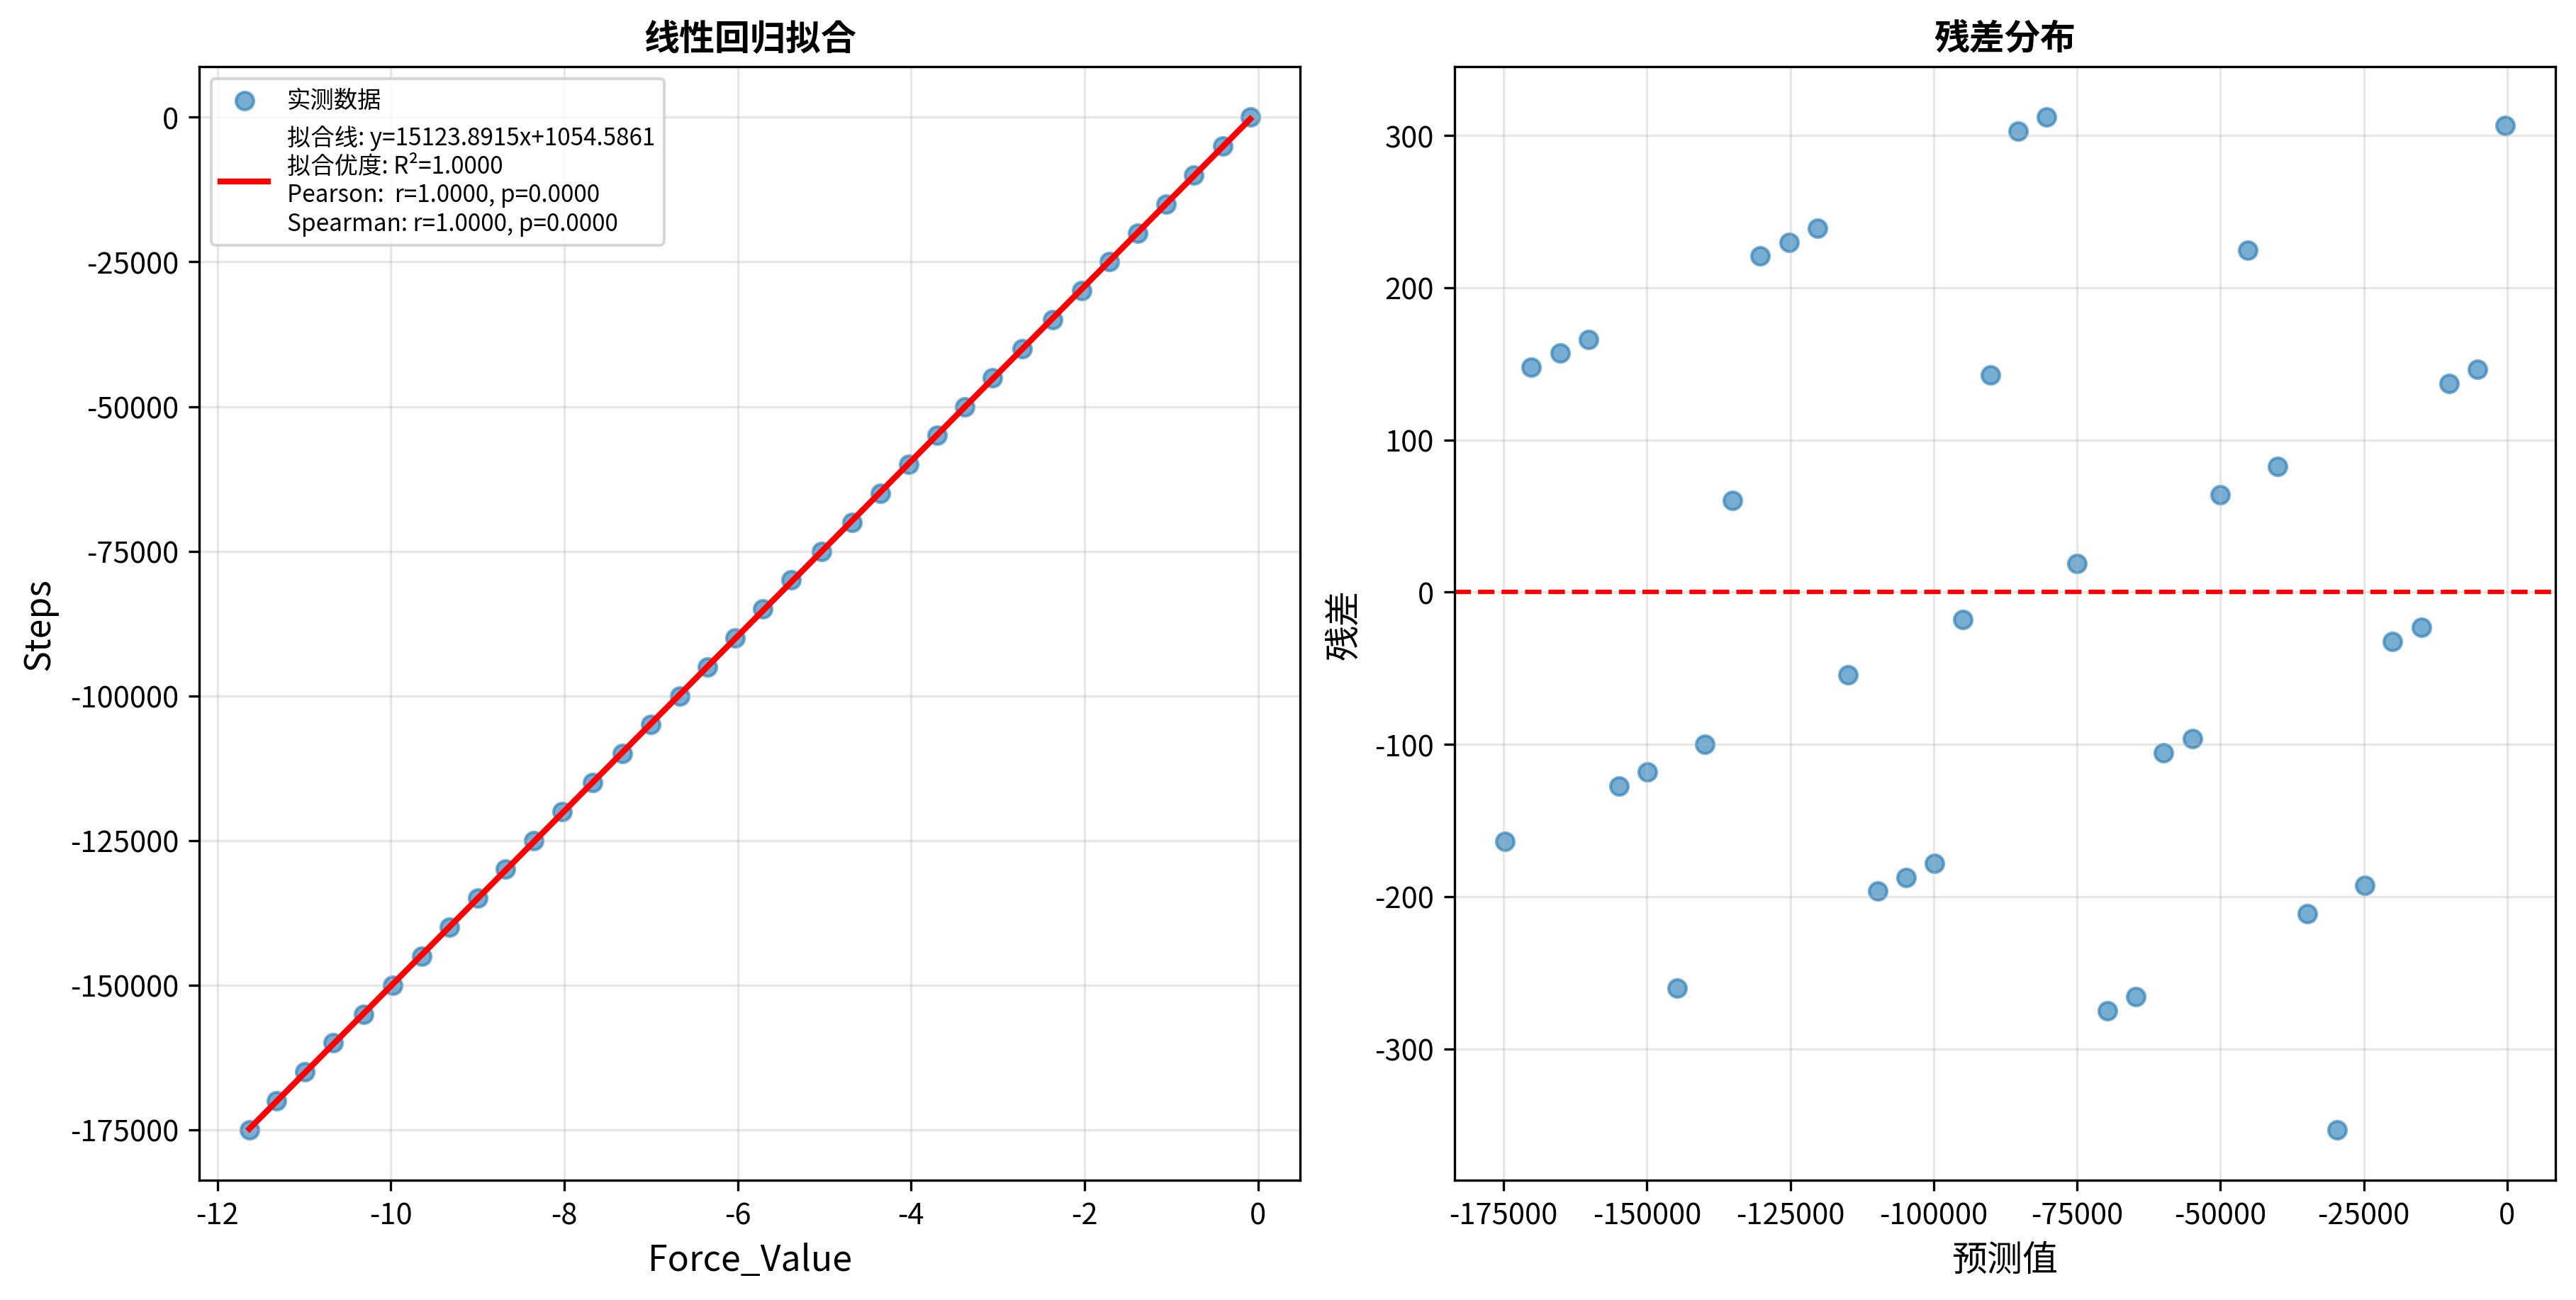 线性回归拟合
实测数据
拟合线: y=15123.8915x+1054.5861
拟合优度: R²=1.0000
Pearson:  r=1.0000, p=0.0000
Spearman: r=1.0000, p=0.0000
0
-25000
-50000
-75000
-100000
-125000
-150000
-175000
Steps
-12 -10 -8 -6 -4 -2 0
Force_Value
残差分布
300
200
100
0
-100
-200
-300
残差
-175000 -150000 -125000 -100000 -75000 -50000 -25000 0
预测值